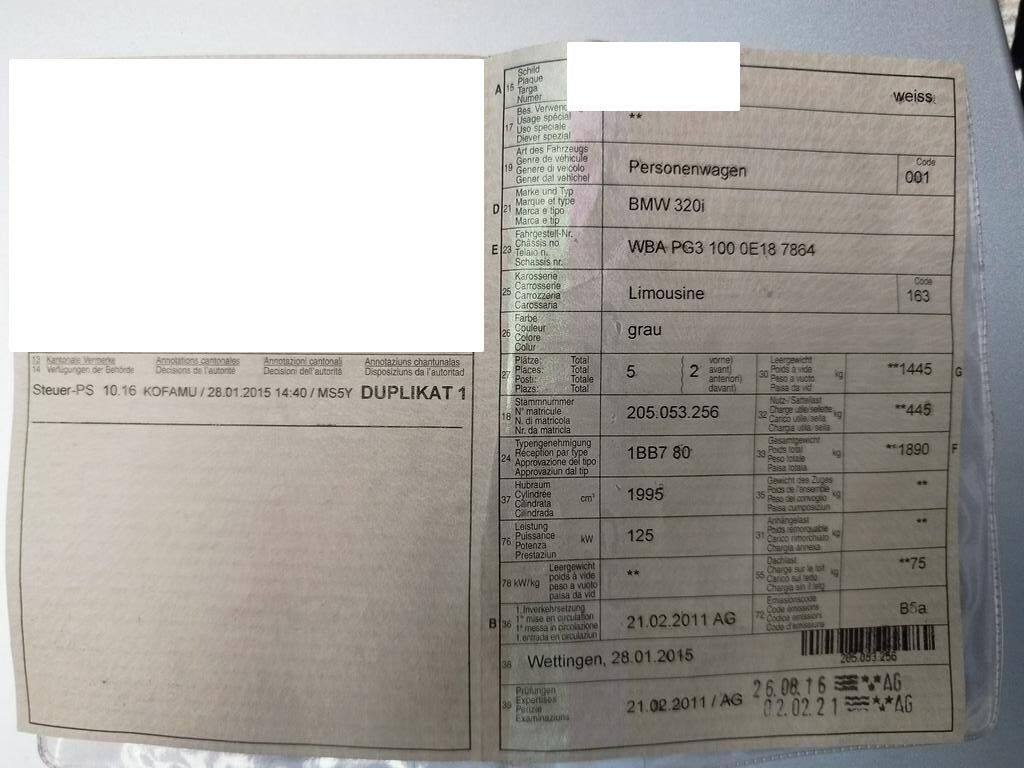 13 Kantonale Vermerke Annotations cantonales Annotazioni cantonali Annotaziuns chantunalas
14 Verfügungen der Behörde Décisions de l'autorité Decisioni dell'autorità Disposiziuns da l'autoritad
Steuer-PS 10.16 KOFAMU / 28.01.2015 14:40 / MS5Y DUPLIKAT 1
A 15 Schild
Plaque
Targa
Numer
weiss
17 Bes. Verwend
Usage spécial
Uso speciale
Diever spezial
**
19 Art des Fahrzeugs
Genre de véhicule
Genere di veicolo
Gener dal vehichel
Personenwagen
Code
001
D 21 Marke und Typ
Marque et type
Marca e tipo
Marca e tip
BMW 320i
E 23 Fahrgestell-Nr.
Châssis no
Telaio n.
Schassis nr.
WBA PG3 100 0E18 7864
25 Karosserie
Carrosserie
Carrozzeria
Carossaria
Limousine
Code
163
26 Farbe
Couleur
Colore
Colur
grau
27 Plätze: Total
Places: Total
Posti: Totale
Plazs: Total
5 ( 2 vorne)
avant)
anteriori)
davant)
30 Leergewicht
Poids à vide
Peso a vuoto
Paisa da vid
kg
**1445 G
18 Stammnummer
N° matricule
N. di matricola
Nr. da matricla
205.053.256
32 Nutz-/Sattellast
Charge utile/sellette
Carico utile/sella
Chargia utila/sella
kg
**445
24 Typengenehmigung
Réception par type
Approvazione del tipo
Approvaziun dal tip
1BB7 80
33 Gesamtgewicht
Poids total
Peso totale
Paisa totala
kg
**1890 F
37 Hubraum
Cylindrée
Cilindrata
Cilindrada
cm³
1995
35 Gewicht des Zuges
Poids de l'ensemble
Peso del convoglio
Paisa cumposiziun
kg
**
76 Leistung
Puissance
Potenza
Prestaziun
kW
125
31 Anhängelast
Poids remorquable
Carico rimorchiato
Chargia annexa
kg
**
78 kW/kg Leergewicht
poids à vide
peso a vuoto
paisa da vid
**
55 Dachlast
Charge sur le toit
Carico sul tetto
Chargia sin il tetg
kg
**75
B 36 1. Inverkehrsetzung
1re mise en circulation
1a messa in circolazione
1. entrada en circulaziun
21.02.2011 AG
72 Emissionscode
Code émissions
Codice emissioni
Code d'emissiuns
B5a
38 Wettingen, 28.01.2015
205.053.256
39 Prüfungen
Expertises
Perizie
Examinaziuns
21.02.2011 / AG
26.08.16 AG
02.02.21 AG